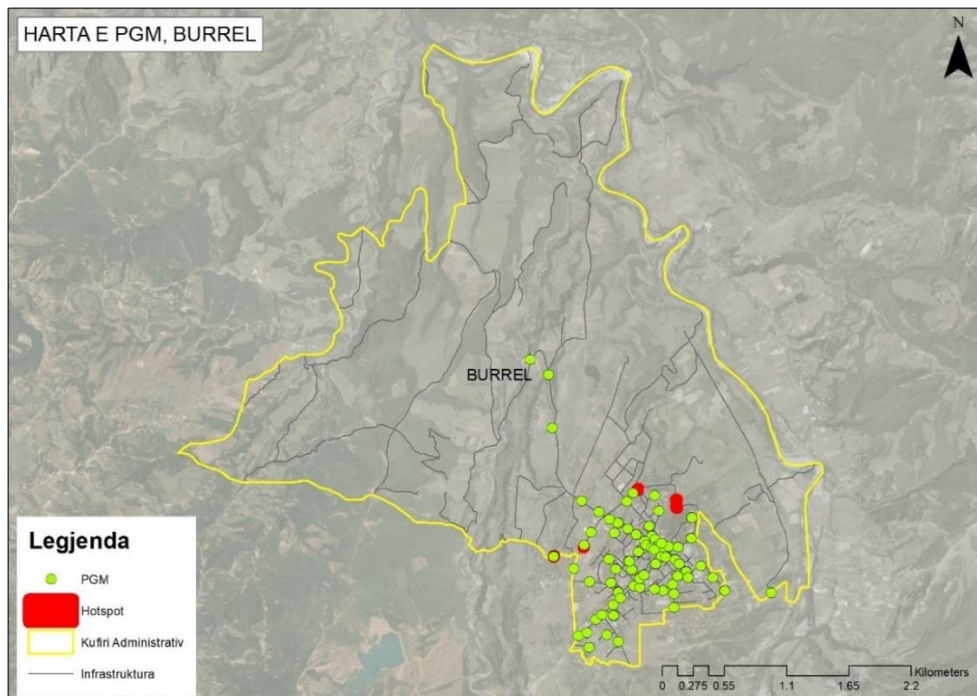 HARTA E PGM, BURREL
N
BURREL
Legjenda
PGM
Hotspot
Kufiri Administrativ
Infrastruktura
Kilometers
0 0.275 0.55 1.1 1.65 2.2